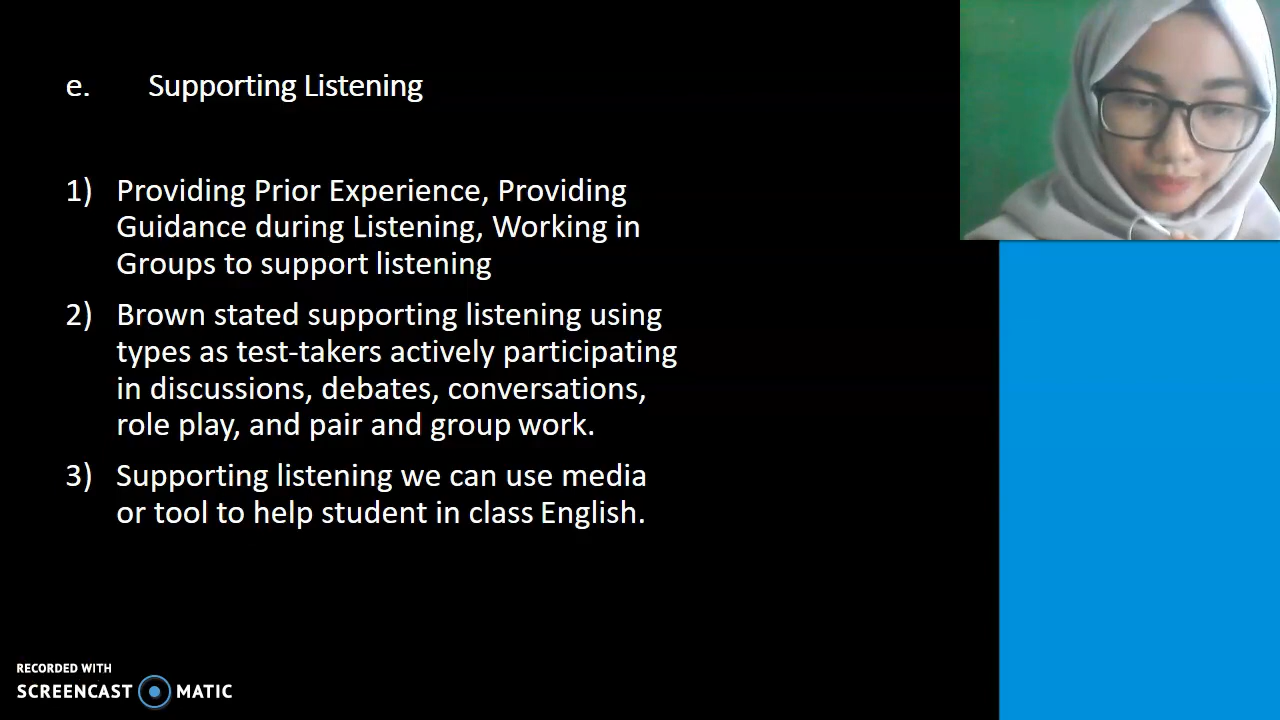 e. Supporting Listening
1) Providing Prior Experience, Providing
Guidance during Listening, Working in
Groups to support listening
2) Brown stated supporting listening using
types as test-takers actively participating
in discussions, debates, conversations,
role play, and pair and group work.
3) Supporting listening we can use media
or tool to help student in class English.
RECORDED WITH
SCREENCAST MATIC